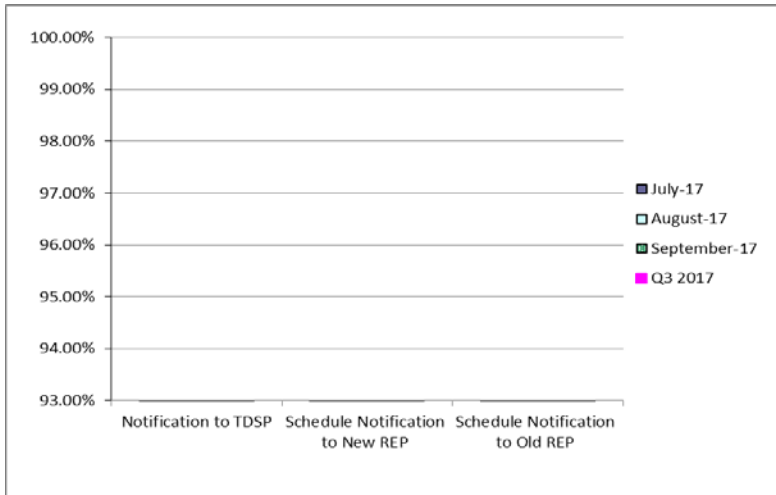 100.00%
99.00%
98.00%
97.00%
96.00%
95.00%
94.00%
93.00%
Notification to TDSP
Schedule Notification
to New REP
Schedule Notification
to Old REP
July-17
August-17
September-17
Q3 2017